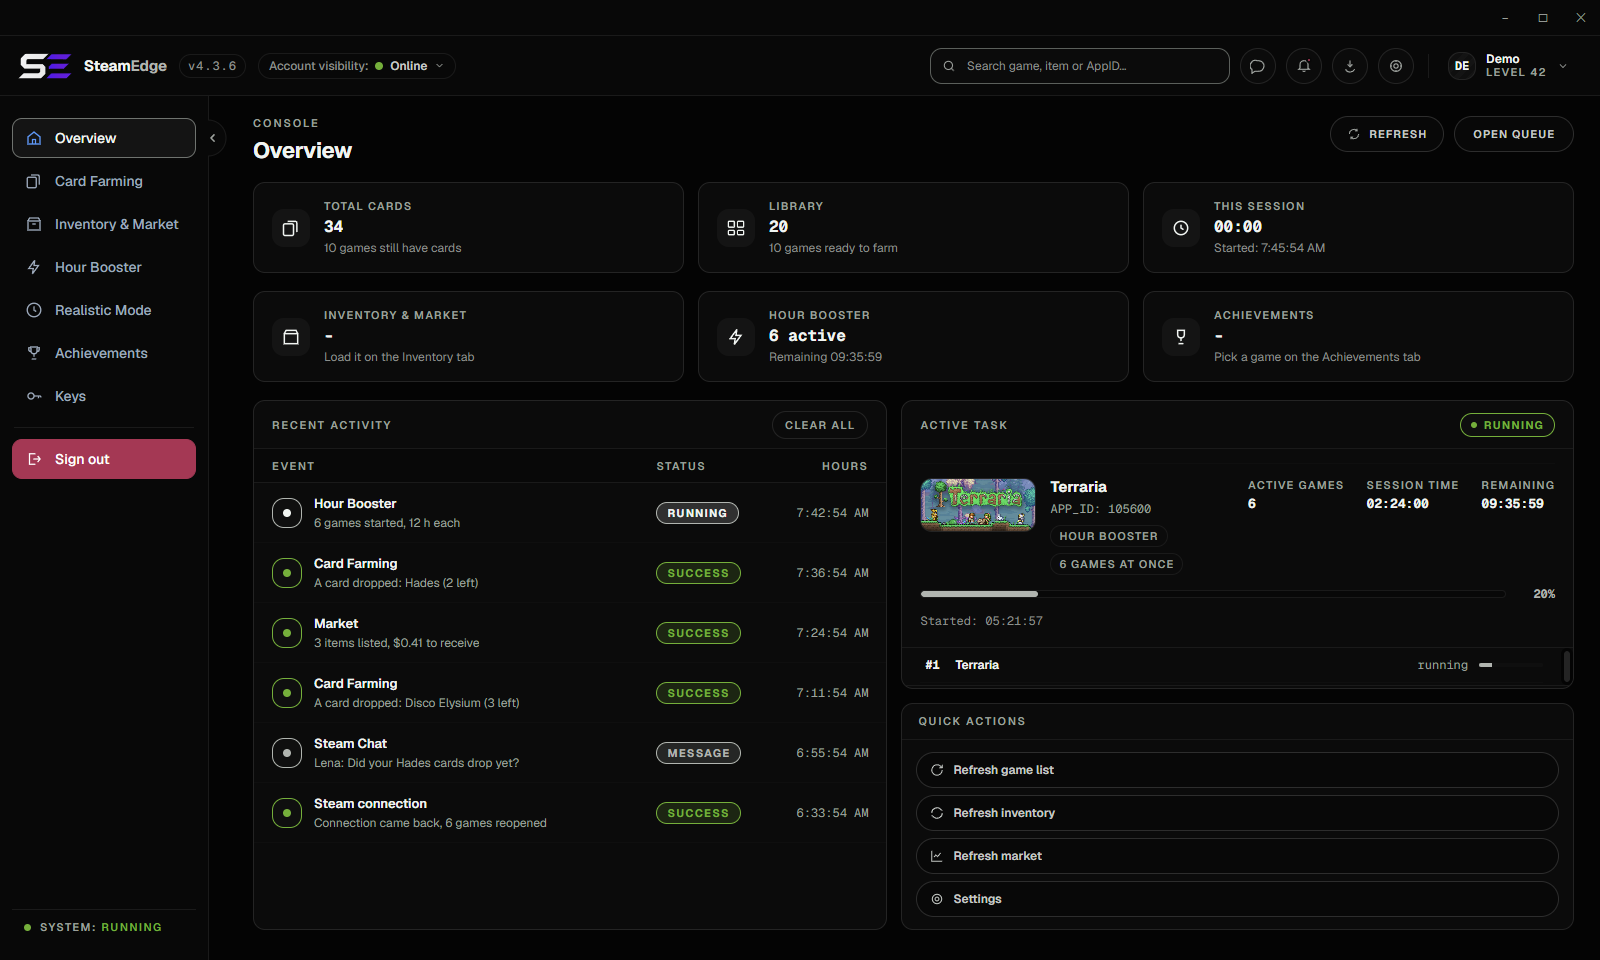 SE SteamEdge v4.3.6 Account visibility: Online
Search game, item or AppID...
DE Demo
LEVEL 42
Overview
Card Farming
Inventory & Market
Hour Booster
Realistic Mode
Achievements
Keys
Sign out
SYSTEM: RUNNING
CONSOLE
Overview
REFRESH OPEN QUEUE
TOTAL CARDS
34
10 games still have cards
LIBRARY
20
10 games ready to farm
THIS SESSION
00:00
Started: 7:45:54 AM
INVENTORY & MARKET
-
Load it on the Inventory tab
HOUR BOOSTER
6 active
Remaining 09:35:59
ACHIEVEMENTS
-
Pick a game on the Achievements tab
RECENT ACTIVITY CLEAR ALL
EVENT STATUS HOURS
Hour Booster
6 games started, 12 h each
RUNNING 7:42:54 AM
Card Farming
A card dropped: Hades (2 left)
SUCCESS 7:36:54 AM
Market
3 items listed, $0.41 to receive
SUCCESS 7:24:54 AM
Card Farming
A card dropped: Disco Elysium (3 left)
SUCCESS 7:11:54 AM
Steam Chat
Lena: Did your Hades cards drop yet?
MESSAGE 6:55:54 AM
Steam connection
Connection came back, 6 games reopened
SUCCESS 6:33:54 AM
ACTIVE TASK RUNNING
Terraria
Terraria
APP_ID: 105600
HOUR BOOSTER
6 GAMES AT ONCE
ACTIVE GAMES
6
SESSION TIME
02:24:00
REMAINING
09:35:59
20%
Started: 05:21:57
#1 Terraria running
QUICK ACTIONS
Refresh game list
Refresh inventory
Refresh market
Settings